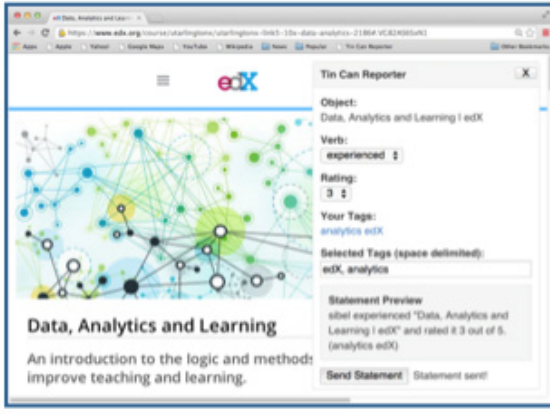 edX Data, Analytics and Lear
https://www.edx.org/course/utarlingtonx/utarlingtonx-link5-10x-data-analytics-2186#.VC82
Apps Apple Yahoo! Google Maps YouTube Wikipedia News Popular Tin Can Reporter Other Bookmarks
edX
Data, Analytics and Learning
An introduction to the logic and methods
improve teaching and learning.
Tin Can Reporter X
Object:
Data, Analytics and Learning | edX
Verb:
experienced
Rating:
3
Your Tags:
analytics edX
Selected Tags (space delimited):
edX, analytics
Statement Preview
sibel experienced "Data, Analytics and
Learning | edX" and rated it 3 out of 5.
(analytics edX)
Send Statement Statement sent!